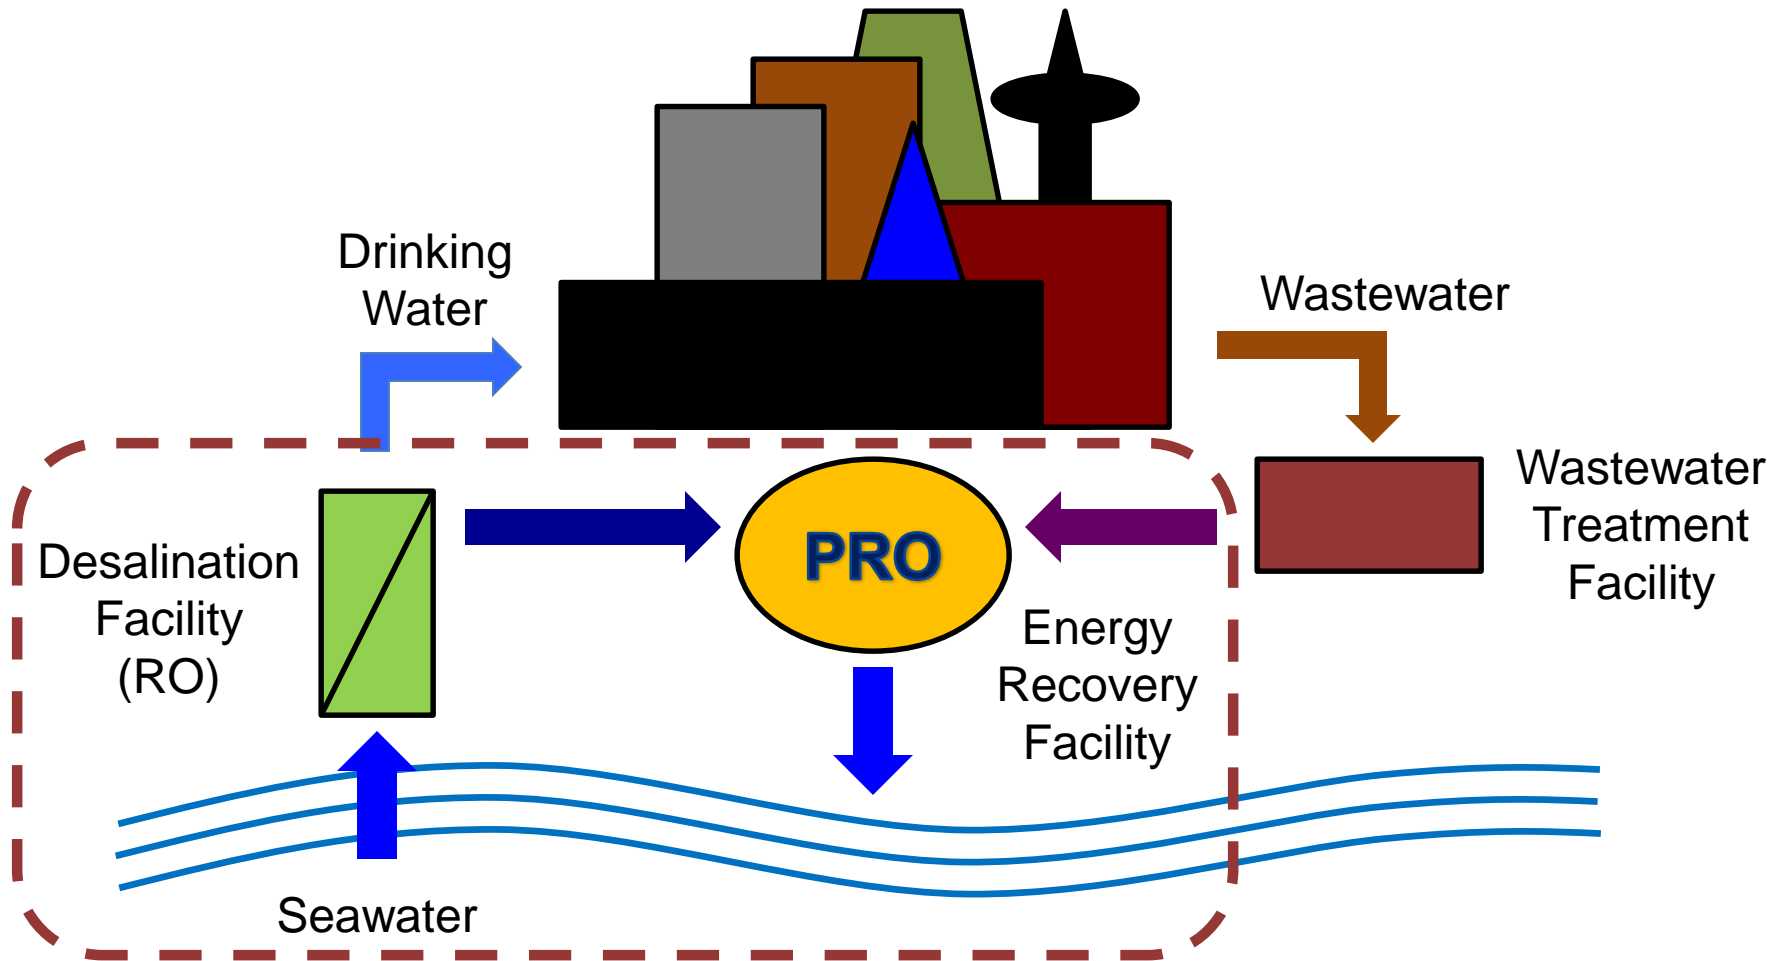 Drinking
Water
Wastewater
Desalination
Facility
(RO)
PRO
Energy
Recovery
Facility
Wastewater
Treatment
Facility
Seawater